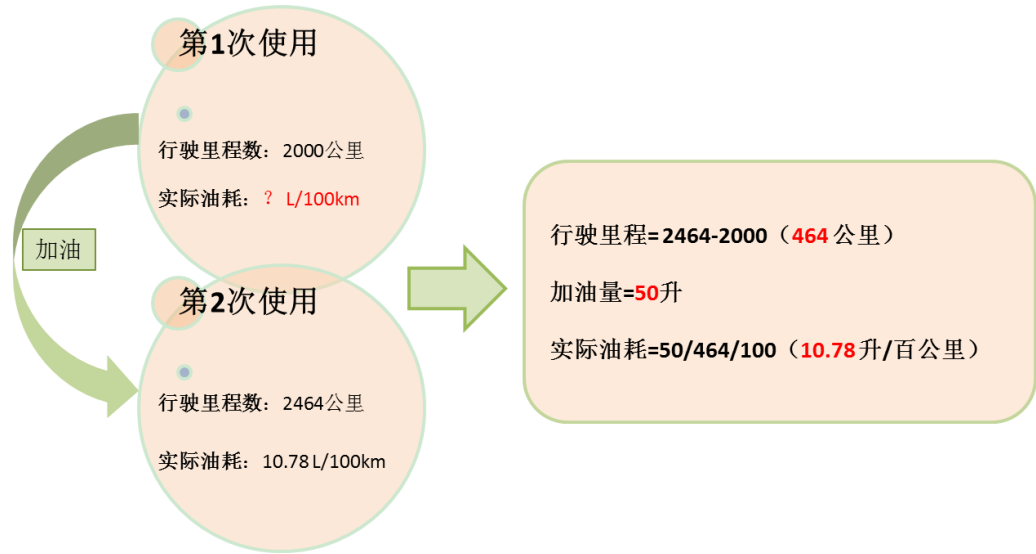 第1次使用
行驶里程数：2000公里
实际油耗：？ L/100km
加油
第2次使用
行驶里程数：2464公里
实际油耗：10.78 L/100km
行驶里程=2464-2000（464公里）
加油量=50升
实际油耗=50/464/100（10.78升/百公里）